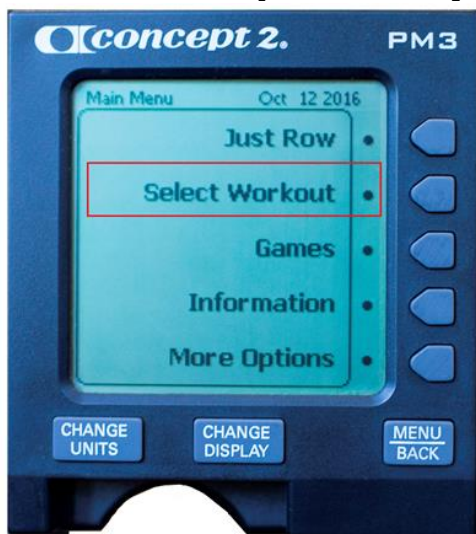 concept 2.
PM3
Main Menu Oct 12 2016
Just Row
Select Workout
Games
Information
More Options
CHANGE UNITS
CHANGE DISPLAY
MENU
BACK